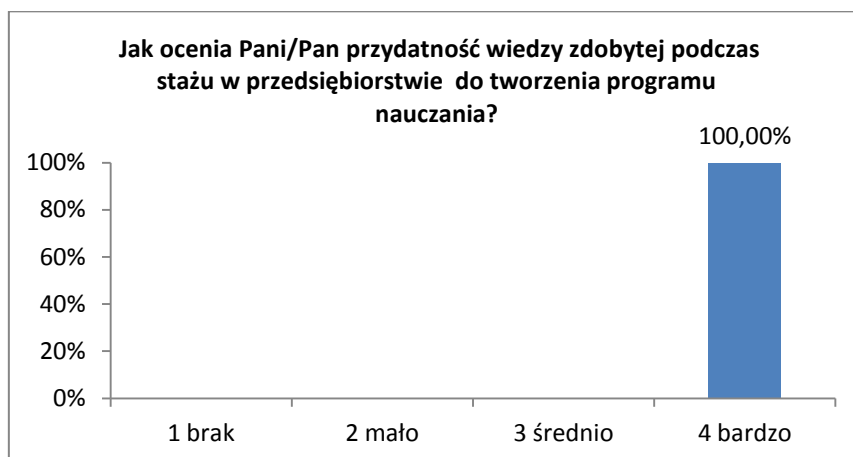 Jak ocenia Pani/Pan przydatność wiedzy zdobytej podczas
stażu w przedsiębiorstwie do tworzenia programu
nauczania?
100,00%
100%
80%
60%
40%
20%
0%
1 brak
2 mało
3 średnio
4 bardzo